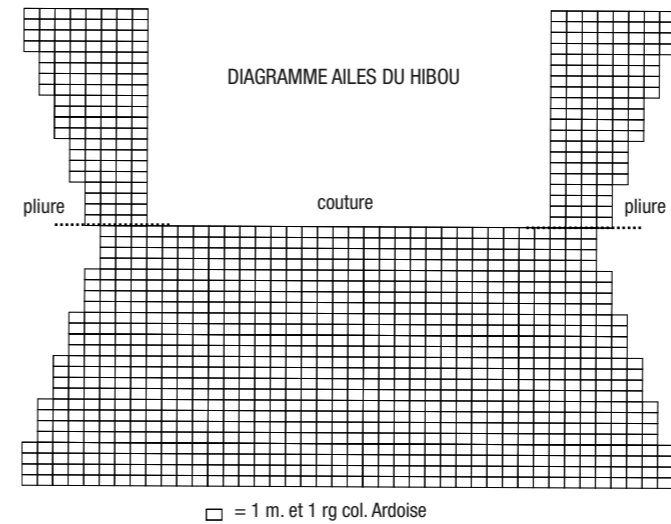 DIAGRAMME AILES DU HIBOU
pliure
couture
pliure
= 1 m. et 1 rg col. Ardoise